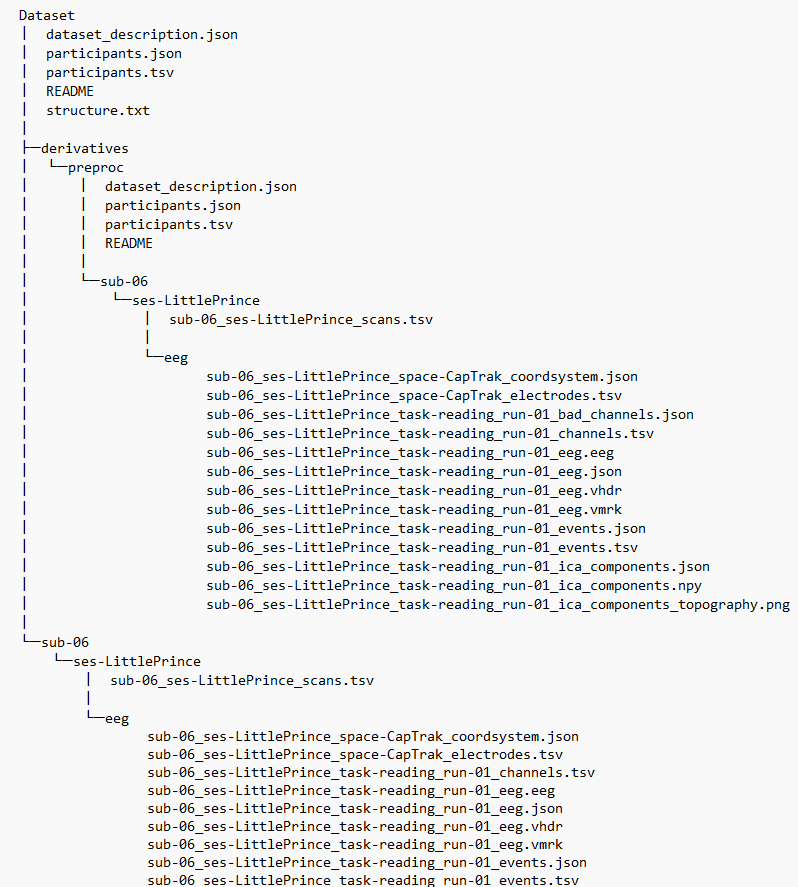 Dataset
dataset_description.json
participants.json
participants.tsv
README
structure.txt
derivatives
preproc
dataset_description.json
participants.json
participants.tsv
README
sub-06
ses-LittlePrince
sub-06_ses-LittlePrince_scans.tsv
eeg
sub-06_ses-LittlePrince_space-CapTrak_coordsystem.json
sub-06_ses-LittlePrince_space-CapTrak_electrodes.tsv
sub-06_ses-LittlePrince_task-reading_run-01_bad_channels.json
sub-06_ses-LittlePrince_task-reading_run-01_channels.tsv
sub-06_ses-LittlePrince_task-reading_run-01_eeg.eeg
sub-06_ses-LittlePrince_task-reading_run-01_eeg.json
sub-06_ses-LittlePrince_task-reading_run-01_eeg.vhdr
sub-06_ses-LittlePrince_task-reading_run-01_eeg.vmrk
sub-06_ses-LittlePrince_task-reading_run-01_events.json
sub-06_ses-LittlePrince_task-reading_run-01_events.tsv
sub-06_ses-LittlePrince_task-reading_run-01_ica_components.json
sub-06_ses-LittlePrince_task-reading_run-01_ica_components.npy
sub-06_ses-LittlePrince_task-reading_run-01_ica_components_topography.png
sub-06
ses-LittlePrince
sub-06_ses-LittlePrince_scans.tsv
eeg
sub-06_ses-LittlePrince_space-CapTrak_coordsystem.json
sub-06_ses-LittlePrince_space-CapTrak_electrodes.tsv
sub-06_ses-LittlePrince_task-reading_run-01_channels.tsv
sub-06_ses-LittlePrince_task-reading_run-01_eeg.eeg
sub-06_ses-LittlePrince_task-reading_run-01_eeg.json
sub-06_ses-LittlePrince_task-reading_run-01_eeg.vhdr
sub-06_ses-LittlePrince_task-reading_run-01_eeg.vmrk
sub-06_ses-LittlePrince_task-reading_run-01_events.json
sub-06_ses-LittlePrince_task-reading_run-01_events.tsv